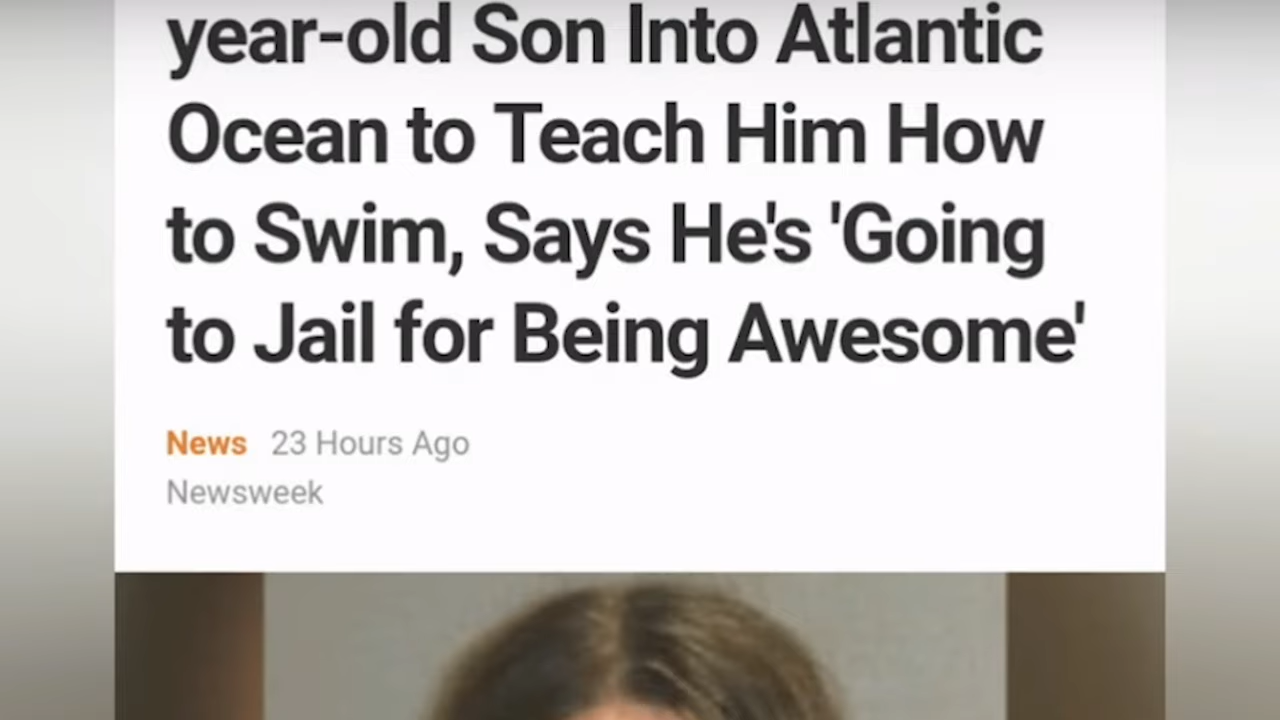 year-old Son Into Atlantic
Ocean to Teach Him How
to Swim, Says He's 'Going
to Jail for Being Awesome'
News 23 Hours Ago
Newsweek